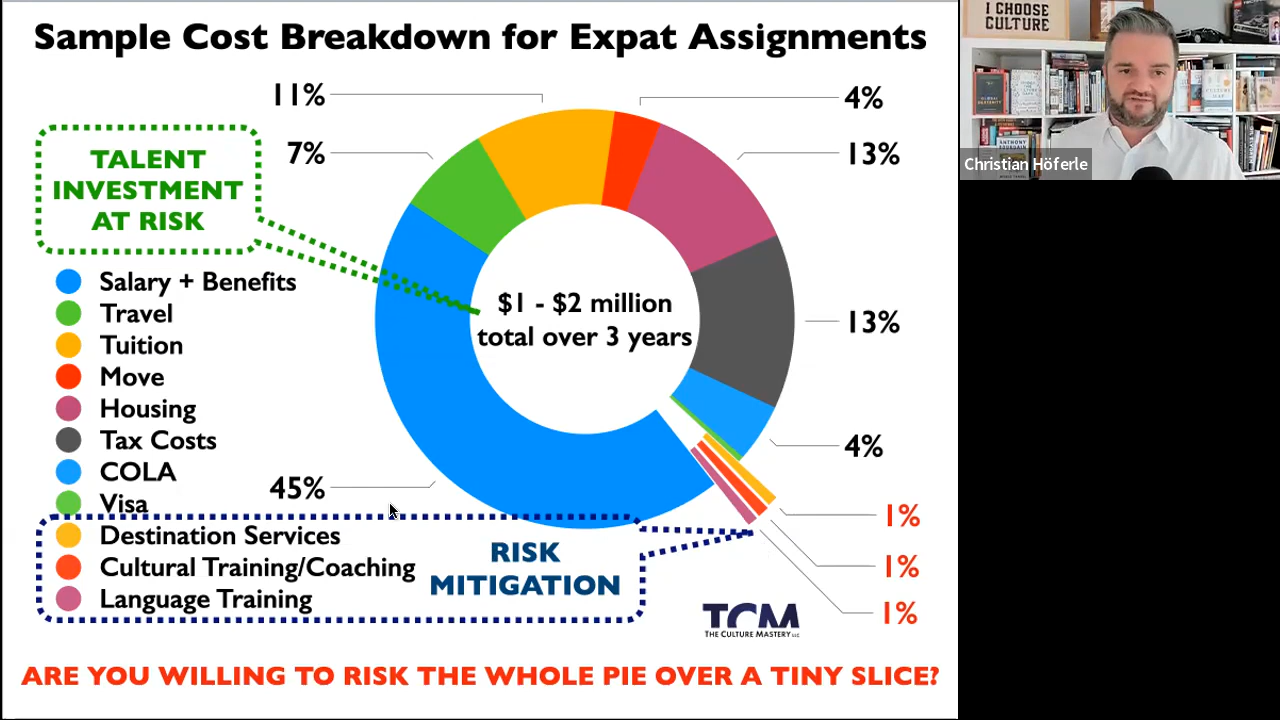 Sample Cost Breakdown for Expat Assignments
11%
4%
7%
13%
TALENT
INVESTMENT
AT RISK
$1 - $2 million
total over 3 years
13%
Salary + Benefits
Travel
Tuition
Move
Housing
Tax Costs
COLA
Visa
Destination Services
Cultural Training/Coaching
Language Training
45%
4%
1%
1%
1%
RISK
MITIGATION
TCM
THE CULTURE MASTERY LLC
ARE YOU WILLING TO RISK THE WHOLE PIE OVER A TINY SLICE?
I CHOOSE
CULTURE
ANTHONY
BOURDAIN
Christian Höferle